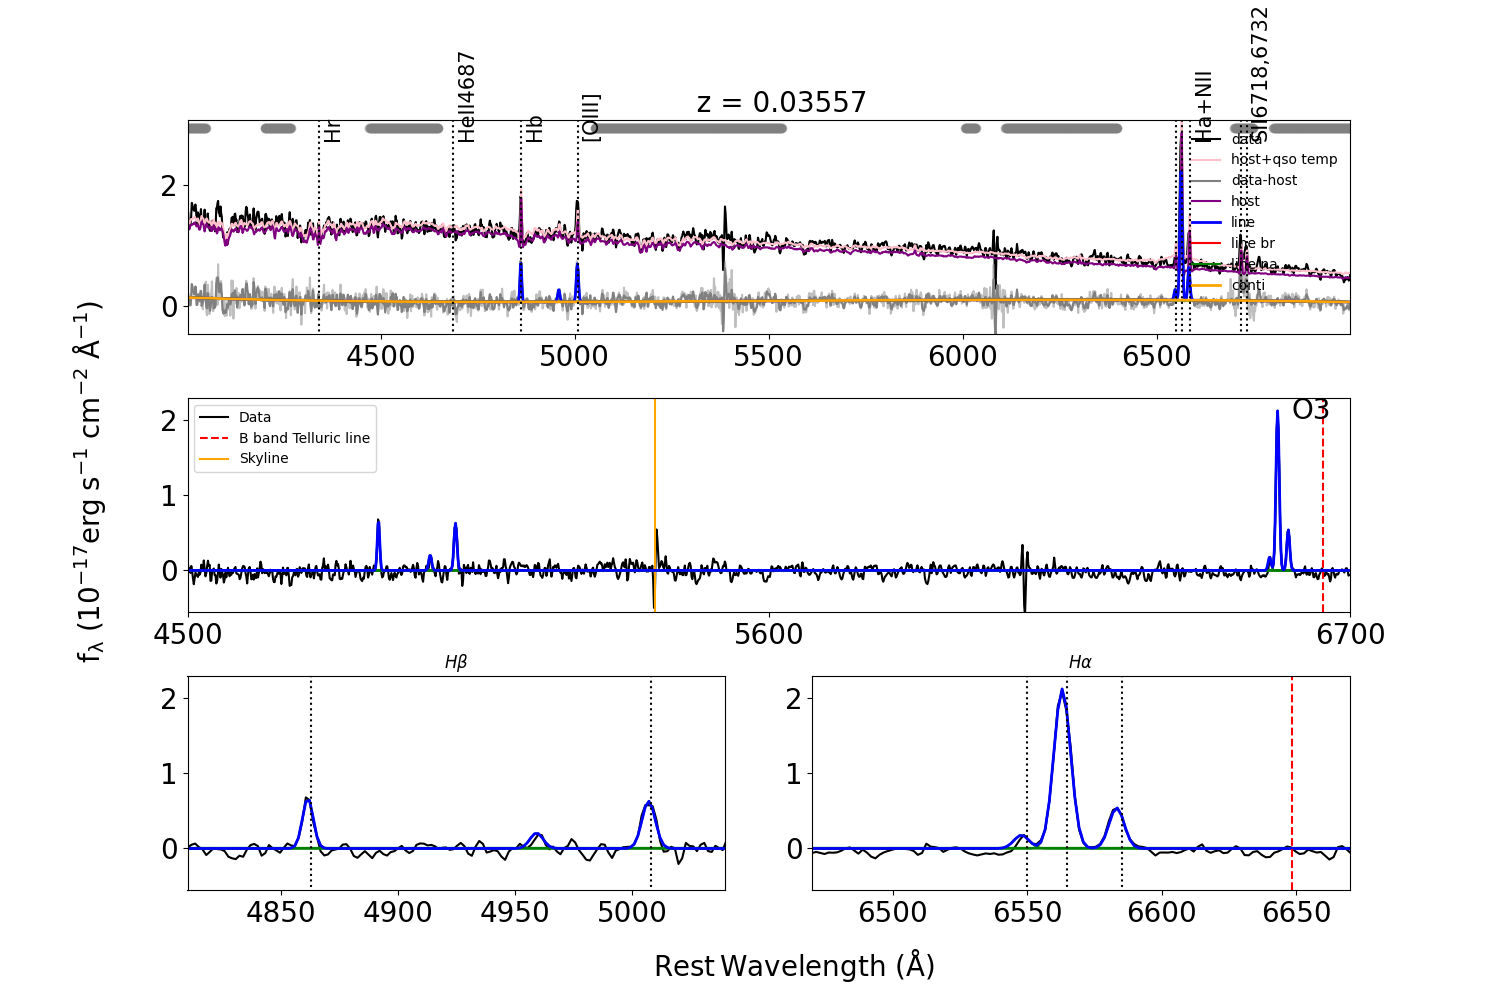 z = 0.03557
Hr
HeII4687
Hb
[OIII]
Ha+NII
SII6718,6732
data
host+qso temp
data-host
host
line
line br
line na
conti
2
0
4500
5000
5500
6000
6500
Data
B band Telluric line
Skyline
O3
2
1
0
4500
5600
6700
fλ (10⁻¹⁷erg s⁻¹ cm⁻² Å⁻¹)
Hβ
2
1
0
4850
4900
4950
5000
Hα
2
1
0
6500
6550
6600
6650
Rest Wavelength (Å)